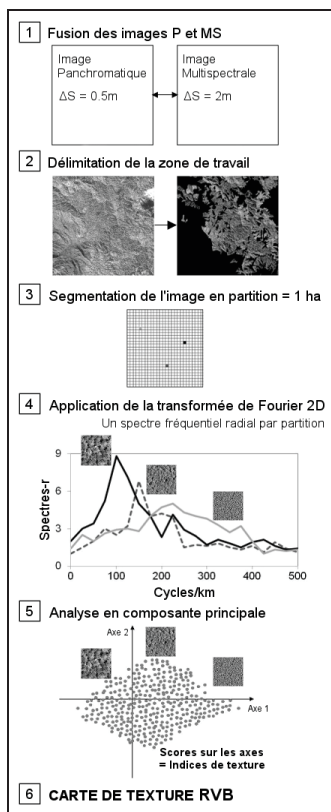 1 Fusion des images P et MS
Image
Panchromatique
ΔS = 0.5m
Image
Multispectrale
ΔS = 2m
2 Délimitation de la zone de travail
3 Segmentation de l'image en partition = 1 ha
4 Application de la transformée de Fourier 2D
Un spectre fréquentiel radial par partition
Spectres-r
9
6
3
0
0 100 200 300 400 500
Cycles/km
5 Analyse en composante principale
Axe 2
Axe 1
Scores sur les axes
= Indices de texture
6 CARTE DE TEXTURE RVB